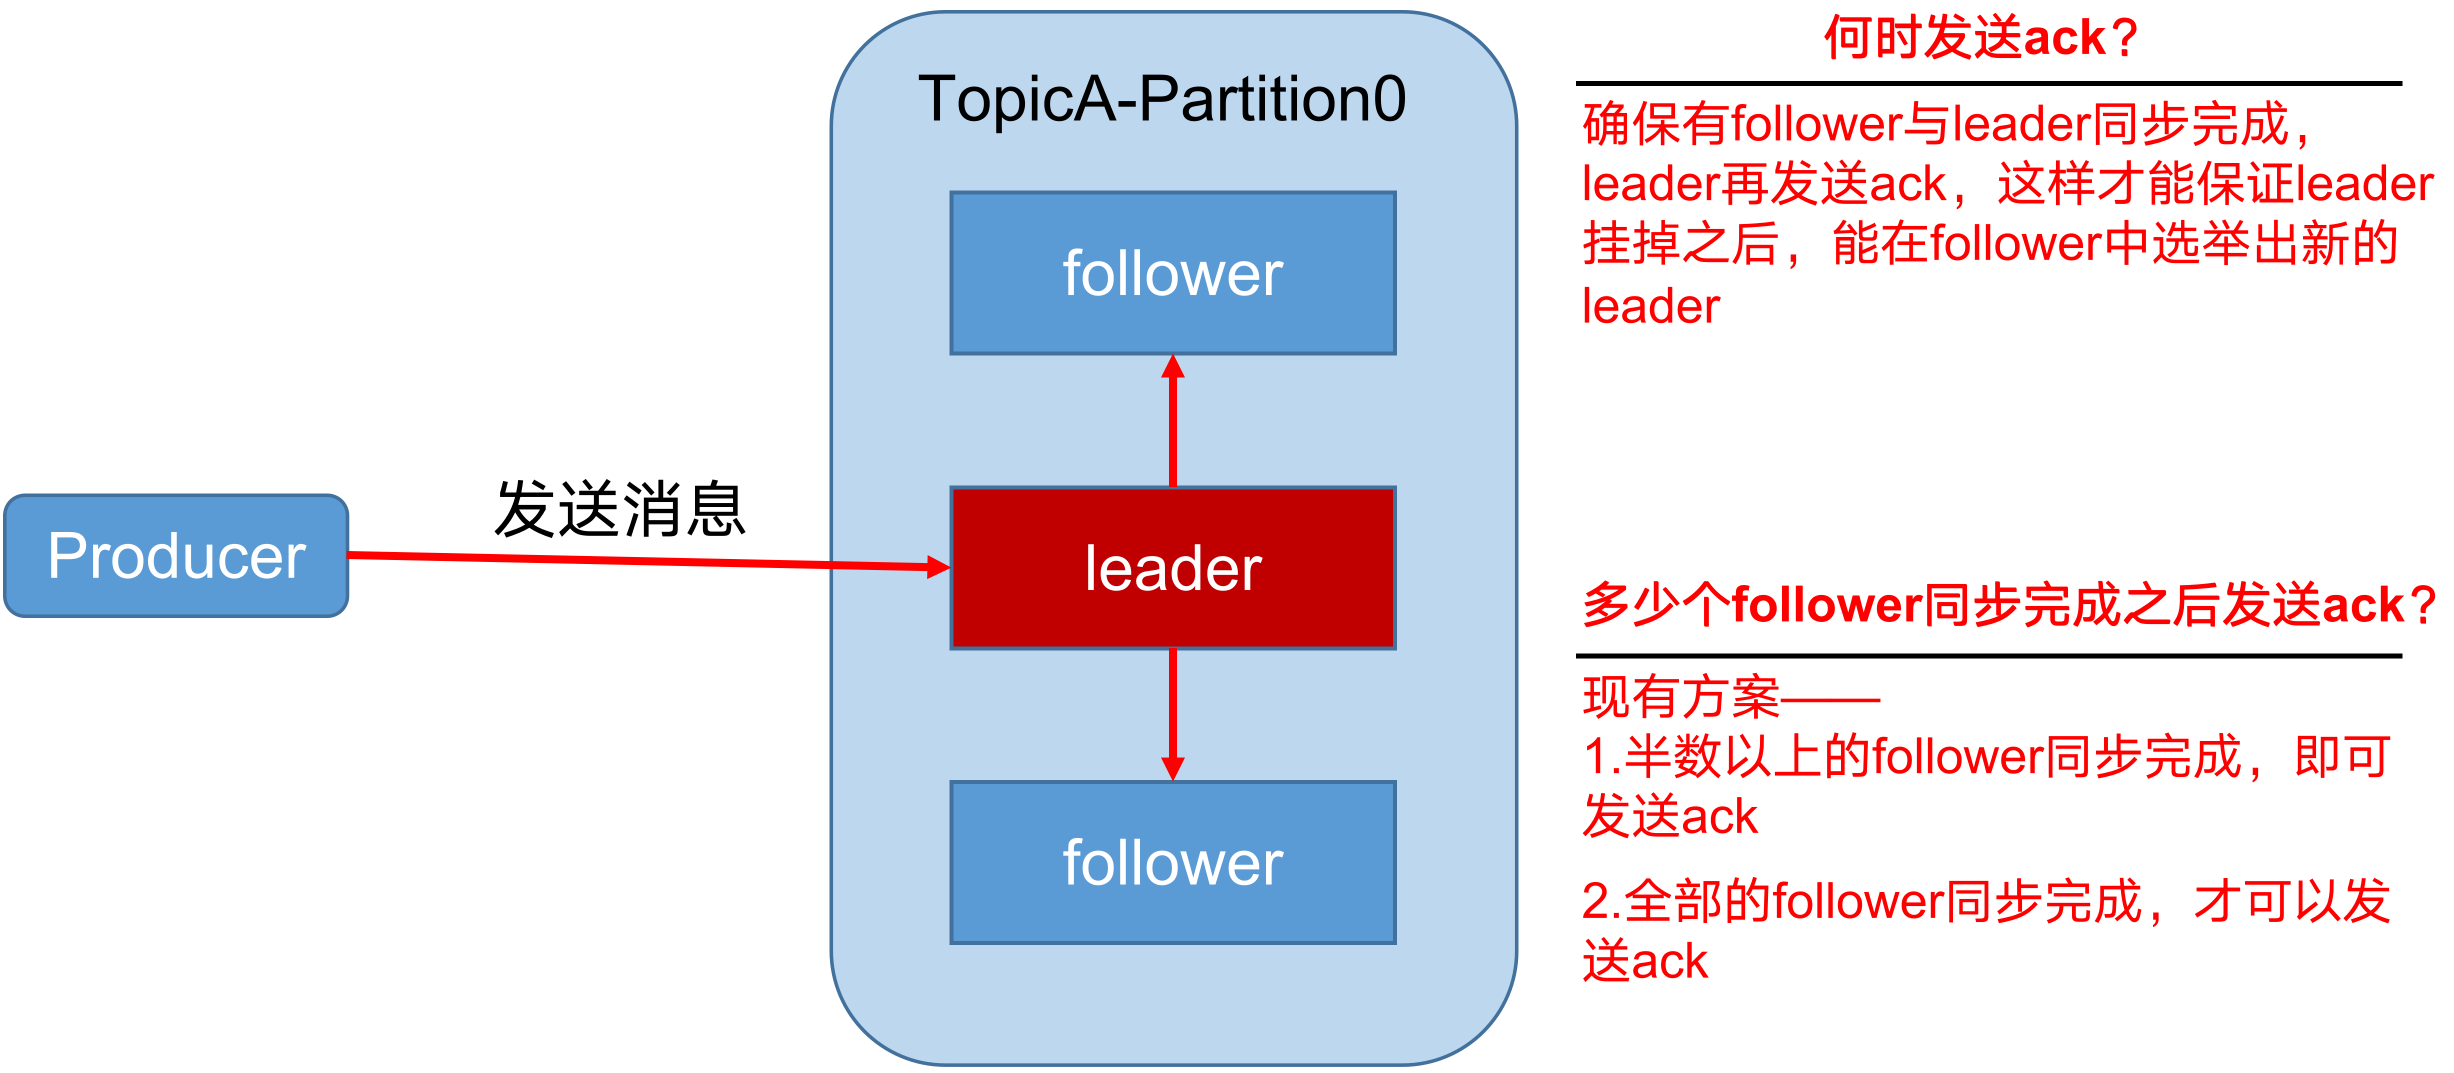 TopicA-Partition0
follower
Producer
发送消息
leader
follower
何时发送ack？
确保有follower与leader同步完成，
leader再发送ack，这样才能保证leader
挂掉之后，能在follower中选举出新的
leader
多少个follower同步完成之后发送ack？
现有方案——
1.半数以上的follower同步完成，即可
发送ack
2.全部的follower同步完成，才可以发
送ack